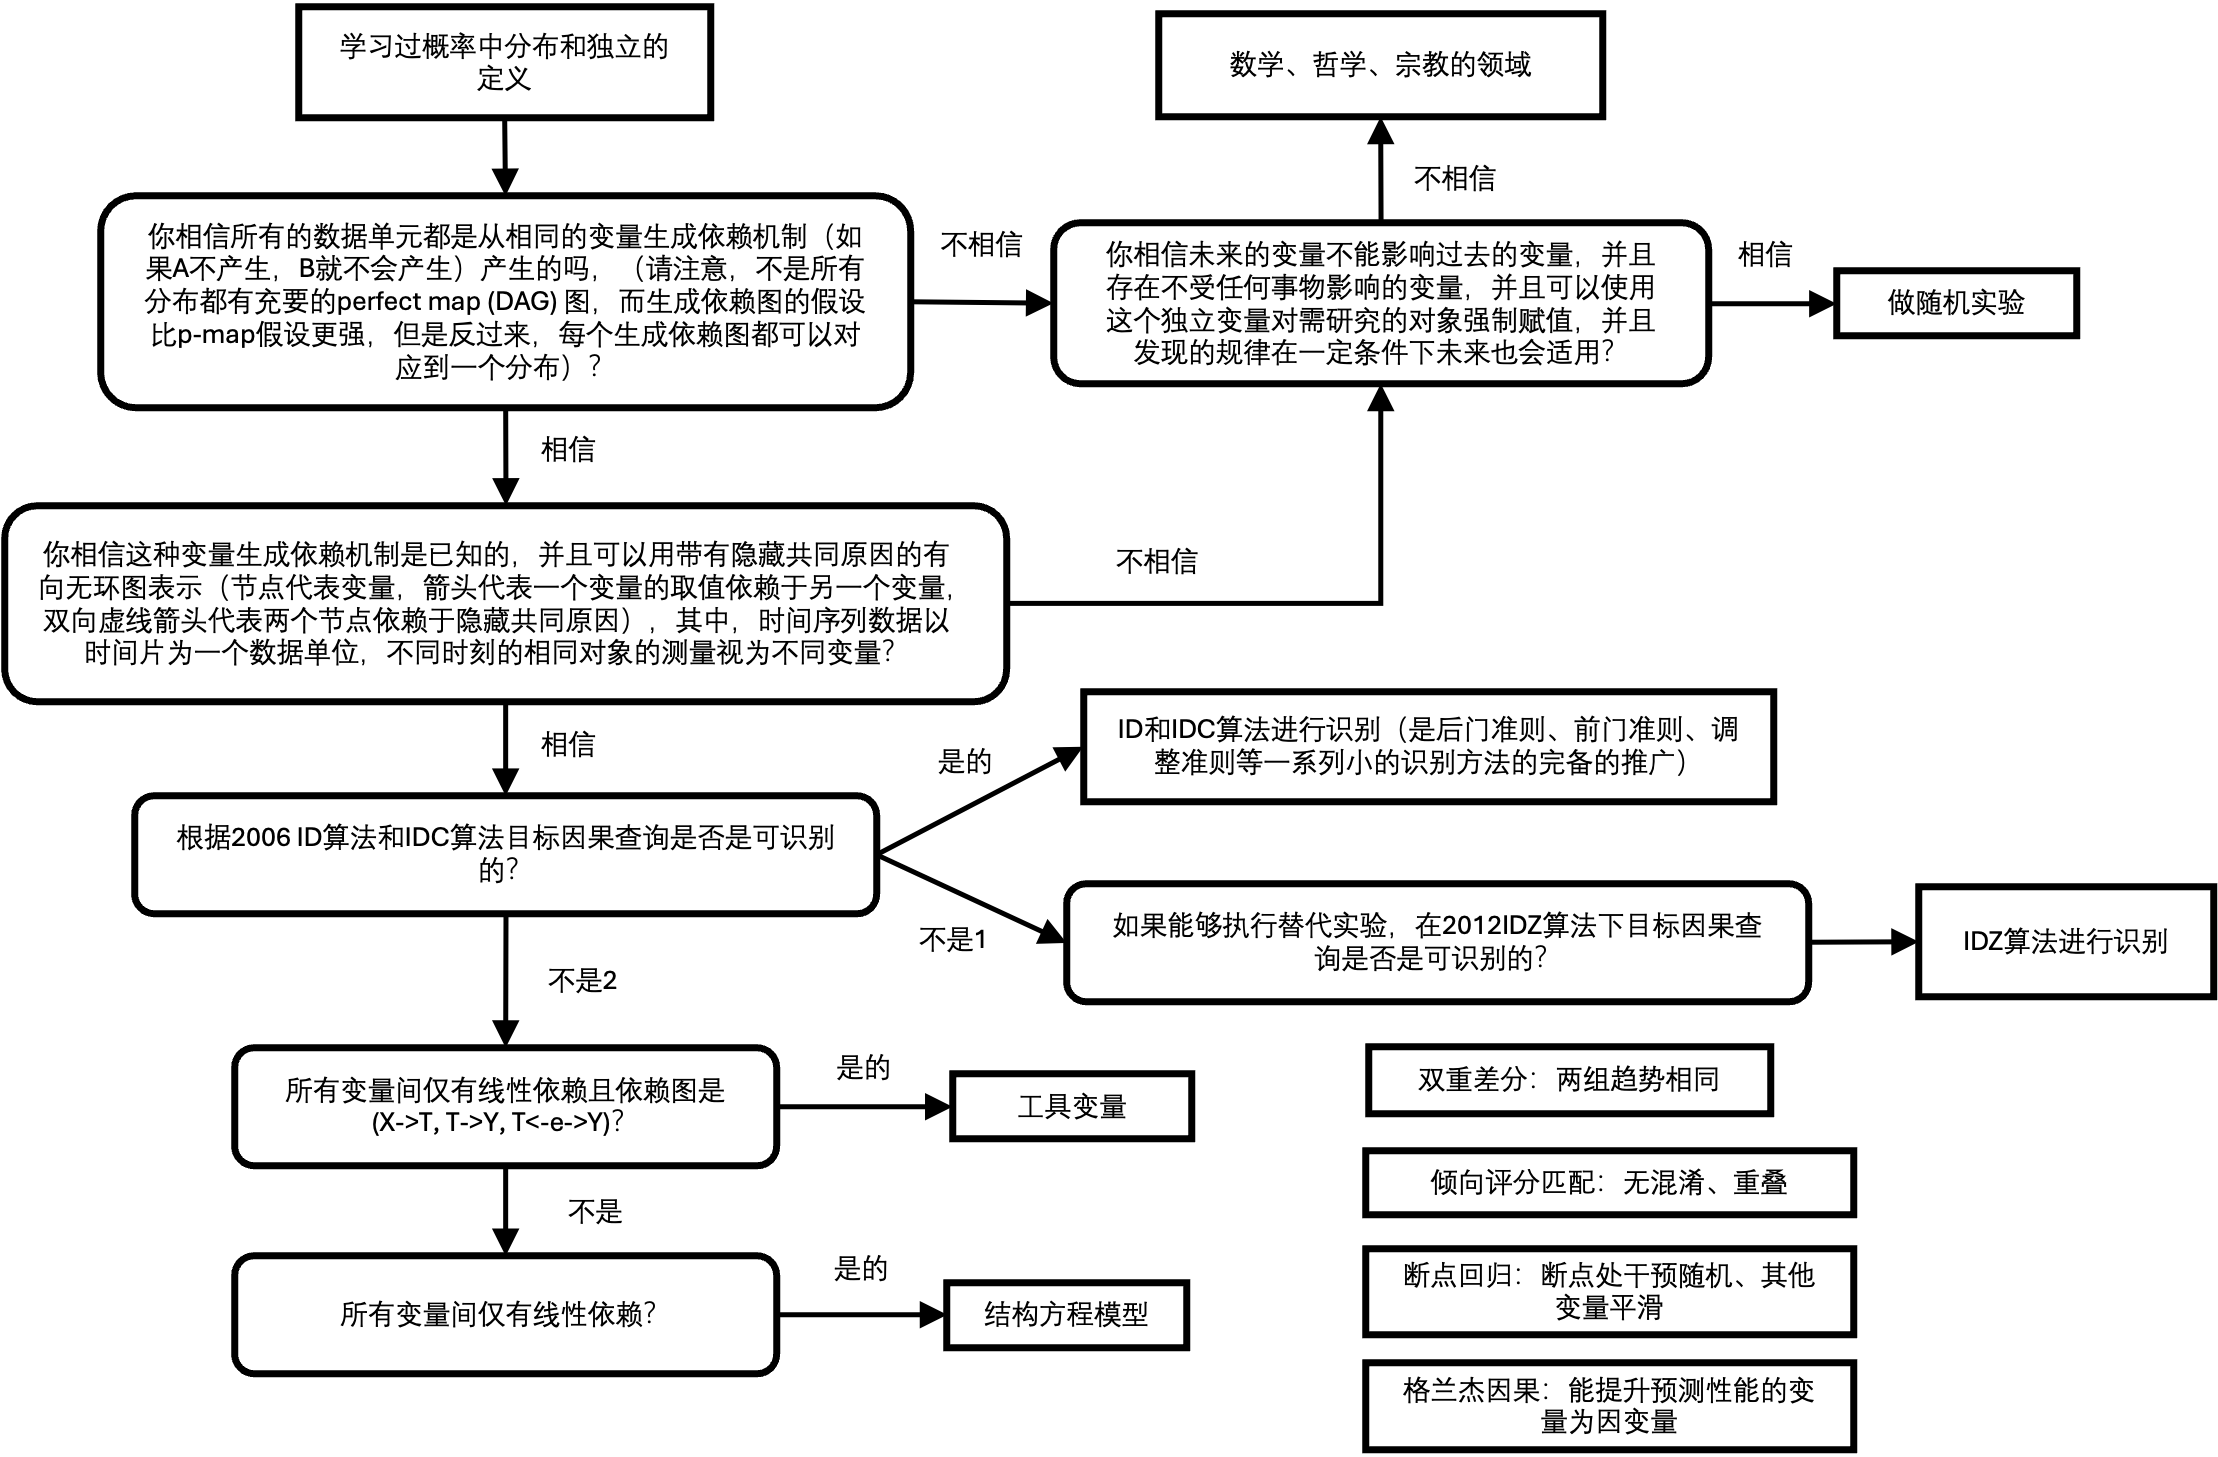 学习过概率中分布和独立的
定义
数学、哲学、宗教的领域
不相信
你相信所有的数据单元都是从相同的变量生成依赖机制（如
果A不产生，B就不会产生）产生的吗，（请注意，不是所有
分布都有充要的perfect map (DAG) 图，而生成依赖图的假设
比p-map假设更强，但是反过来，每个生成依赖图都可以对
应到一个分布）？
不相信
你相信未来的变量不能影响过去的变量，并且
存在不受任何事物影响的变量，并且可以使用
这个独立变量对需研究的对象强制赋值，并且
发现的规律在一定条件下未来也会适用？
相信
做随机实验
相信
你相信这种变量生成依赖机制是已知的，并且可以用带有隐藏共同原因的有
向无环图表示（节点代表变量，箭头代表一个变量的取值依赖于另一个变量，
双向虚线箭头代表两个节点依赖于隐藏共同原因），其中，时间序列数据以
时间片为一个数据单位，不同时刻的相同对象的测量视为不同变量？
不相信
相信
是的
ID和IDC算法进行识别（是后门准则、前门准则、调
整准则等一系列小的识别方法的完备的推广）
根据2006 ID算法和IDC算法目标因果查询是否是可识别
的？
不是1
如果能够执行替代实验，在2012IDZ算法下目标因果查
询是否是可识别的？
IDZ算法进行识别
不是2
所有变量间仅有线性依赖且依赖图是
(X->T, T->Y, T<-e->Y)？
是的
工具变量
双重差分：两组趋势相同
倾向评分匹配：无混淆、重叠
不是
所有变量间仅有线性依赖？
是的
结构方程模型
断点回归：断点处干预随机、其他
变量平滑
格兰杰因果：能提升预测性能的变
量为因变量